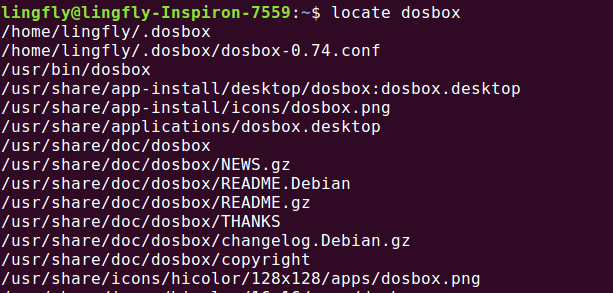 lingfly@lingfly-Inspiron-7559:~$ locate dosbox
/home/lingfly/.dosbox
/home/lingfly/.dosbox/dosbox-0.74.conf
/usr/bin/dosbox
/usr/share/app-install/desktop/dosbox:dosbox.desktop
/usr/share/app-install/icons/dosbox.png
/usr/share/applications/dosbox.desktop
/usr/share/doc/dosbox
/usr/share/doc/dosbox/NEWS.gz
/usr/share/doc/dosbox/README.Debian
/usr/share/doc/dosbox/README.gz
/usr/share/doc/dosbox/THANKS
/usr/share/doc/dosbox/changelog.Debian.gz
/usr/share/doc/dosbox/copyright
/usr/share/icons/hicolor/128x128/apps/dosbox.png